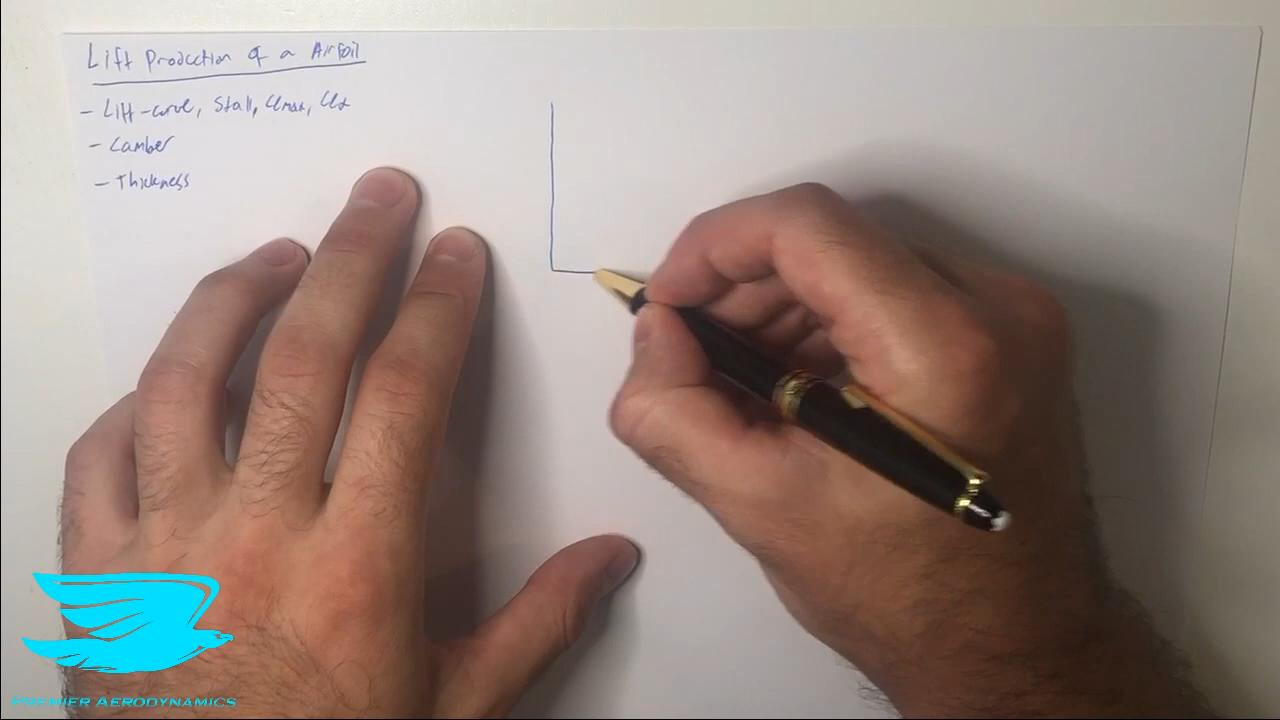 Lift Production of a Airfoil
- Lift-curve, Stall, Clmax, Clα
- Camber
- Thickness
PREMIER AERODYNAMICS